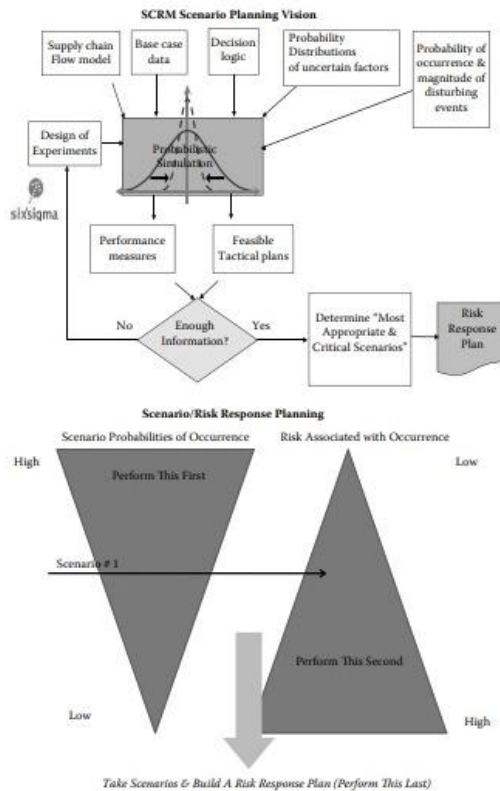 SCRM Scenario Planning Vision
Supply chain
Flow model
Base case
data
Decision
logic
Probability
Distributions
of uncertain factors
Probability of
occurrence &
magnitude of
disturbing
events
Design of
Experiments
Probabilistic
Simulation
sixsigma
Performance
measures
Feasible
Tactical plans
No
Enough
Information?
Yes
Determine "Most
Appropriate &
Critical Scenarios"
Risk
Response
Plan
Scenario/Risk Response Planning
Scenario Probabilities of Occurrence
Risk Associated with Occurrence
High
Perform This First
Low
Scenario # 1
Perform This Second
Low
High
Take Scenarios & Build A Risk Response Plan (Perform This Last)